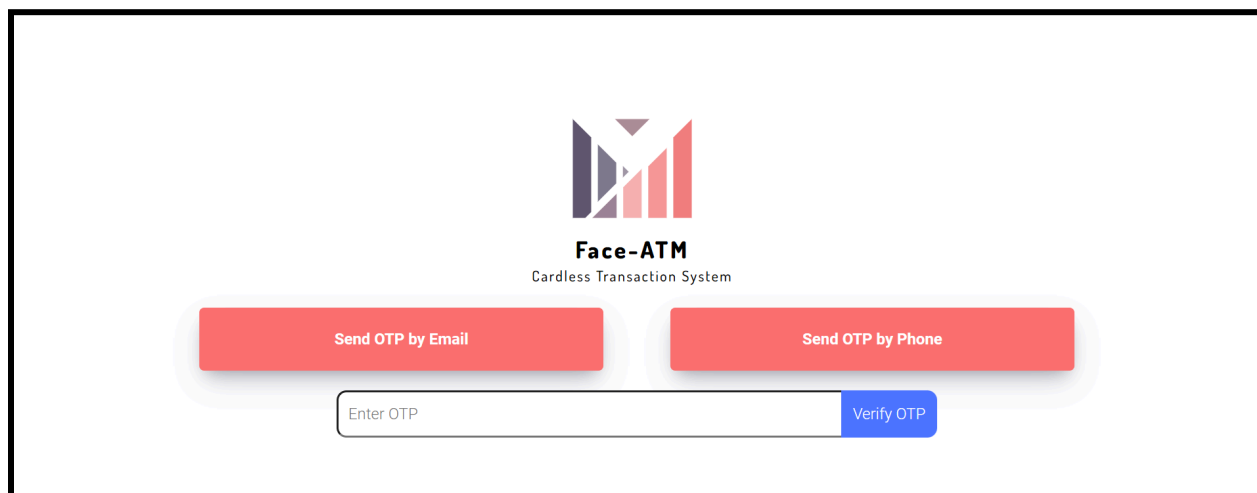 Face-ATM
Cardless Transaction System
Send OTP by Email
Send OTP by Phone
Enter OTP
Verify OTP